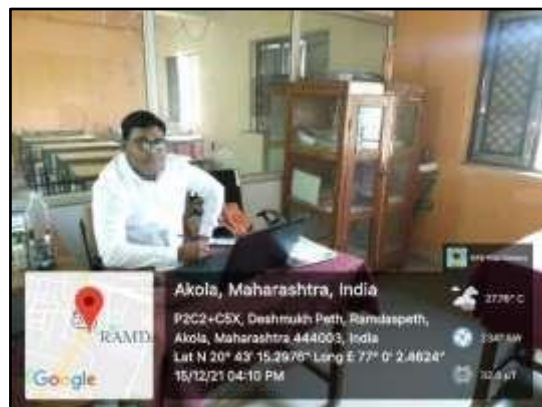 Akola, Maharashtra, India
P2C2+C5X, Deshmukh Peth, Ramdaspeth,
Akola, Maharashtra 444003, India
Lat N 20° 43' 15.2976" Long E 77° 0' 2.4624"
15/12/21 04:10 PM
RAMD
Google